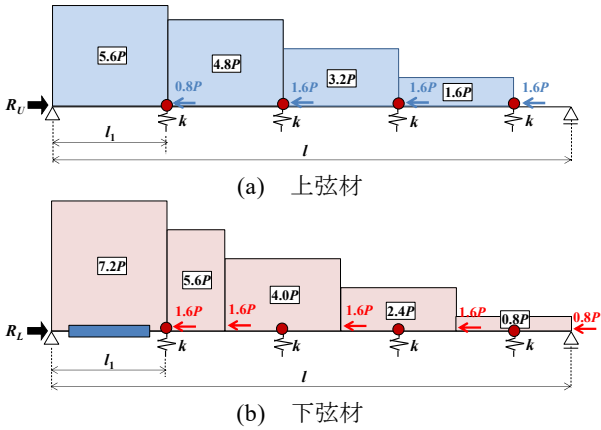 5.6P
4.8P
3.2P
1.6P
0.8P
1.6P
1.6P
1.6P
R_U
k
k
k
k
l_1
l
(a) 上弦材
7.2P
5.6P
4.0P
2.4P
0.8P
1.6P
1.6P
1.6P
1.6P
0.8P
R_L
k
k
k
k
l_1
l
(b) 下弦材